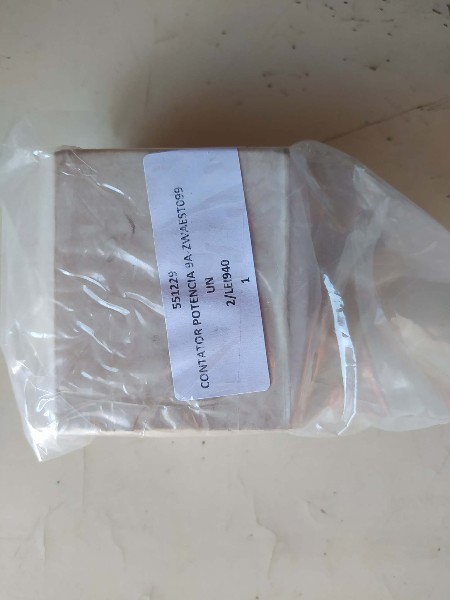 551229
CONTATOR POTENCIA 9A-ZWAEST099
UN
2/LEI940
1